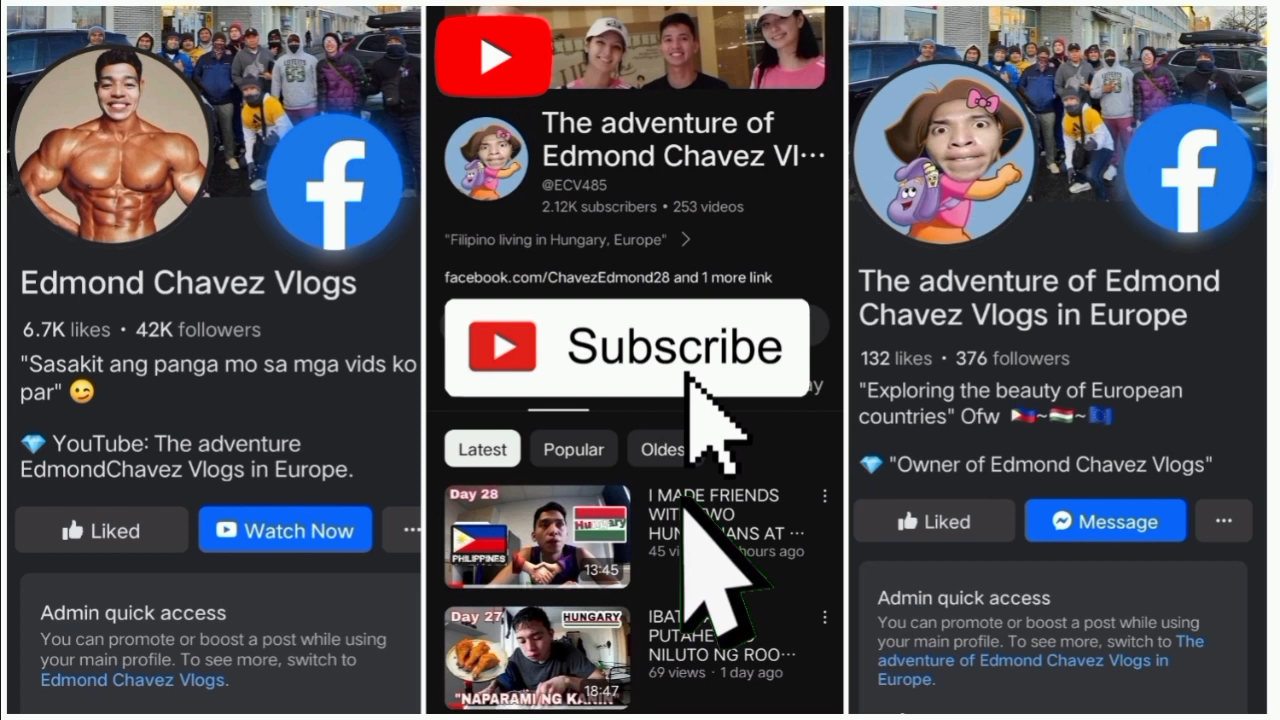 Edmond Chavez Vlogs
6.7K likes • 42K followers
"Sasakit ang panga mo sa mga vids ko
par" 😉
💎 YouTube: The adventure
EdmondChavez Vlogs in Europe.
Liked
Watch Now
...
Admin quick access
You can promote or boost a post while using
your main profile. To see more, switch to
Edmond Chavez Vlogs.
The adventure of
Edmond Chavez Vl...
@ECV485
2.12K subscribers • 253 videos
"Filipino living in Hungary, Europe" >
facebook.com/ChavezEdmond28 and 1 more link
Subscribe
Latest
Popular
Oldes
Day 28
PHILIPPINES
Hungary
13:45
I MADE FRIENDS
AT ...
45
hours ago
Day 27
HUNGARY
"NAPARAMI NG KANIN
18:47
PUTAHE
NILUTO NG ROO...
69 views · 1 day ago
The adventure of Edmond
Chavez Vlogs in Europe
132 likes • 376 followers
"Exploring the beauty of European
countries" Ofw 🇵🇭~🇭🇺~🇪🇺
💎 "Owner of Edmond Chavez Vlogs"
Liked
Message
...
Admin quick access
You can promote or boost a post while using
your main profile. To see more, switch to The
adventure of Edmond Chavez Vlogs in
Europe.